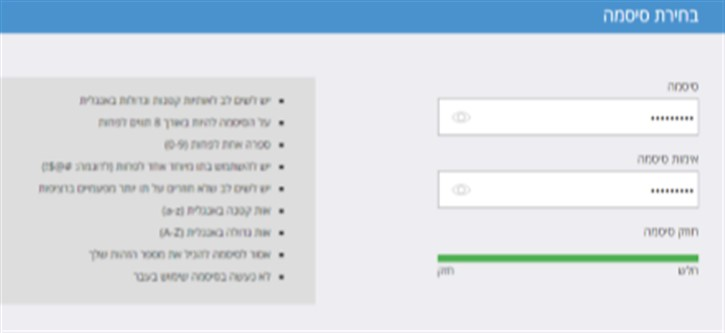 בחירת סיסמה
סיסמה
אימות סיסמה
חוזק סיסמה
חלש
חזק
יש לשים לב לאותיות קטנות וגדולות באנגלית
על הסיסמה להיות באורך 8 תווים לפחות
ספרה אחת לפחות (0-9)
יש להשתמש בתו מיוחד אחד לפחות (לדוגמה: #@$!)
יש לשים לב שלא חוזרים על תו יותר מפעמיים ברציפות
אות קטנה באנגלית (a-z)
אות גדולה באנגלית (A-Z)
אסור לסיסמה להכיל את מספר הזהות שלך
לא נעשה בסיסמה שימוש בעבר